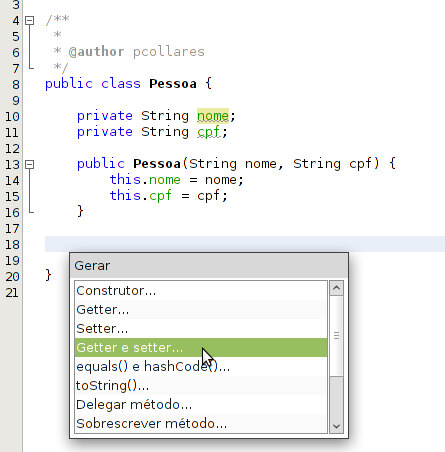 3
4 /**
5  *
6  * @author pcollares
7  */
8 public class Pessoa {
9
10     private String nome;
11     private String cpf;
12
13     public Pessoa(String nome, String cpf) {
14         this.nome = nome;
15         this.cpf = cpf;
16     }
17
18
19
20 }
21
Gerar
Construtor...
Getter...
Setter...
Getter e setter...
equals() e hashCode()...
toString()...
Delegar método...
Sobrescrever método...